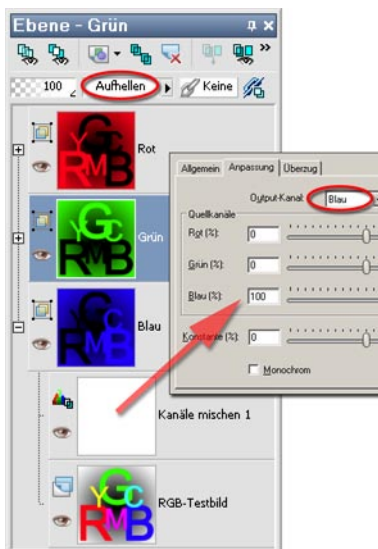 Ebene - Grün
100 Aufhellen Keine
Rot
Grün
Blau
Kanäle mischen 1
RGB-Testbild
Allgemein Anpassung Überzug
Output-Kanal: Blau
Quellkanäle
Rot (%): 0
Grün (%): 0
Blau (%): 100
Konstante (%): 0
Monochrom
Y G C
R M B
Y G C
R M B
Y G C
R M B
Y G C
R M B